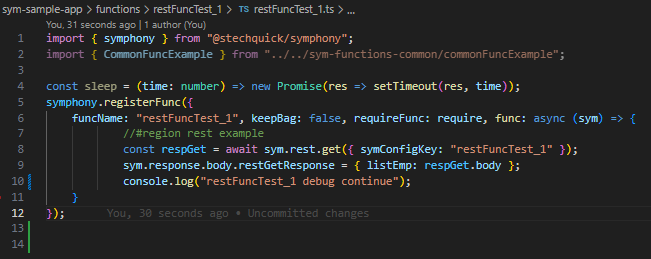 sym-sample-app > functions > restFuncTest_1 > TS restFuncTest_1.ts > ...
You, 31 seconds ago | 1 author (You)
1 import { symphony } from "@stechquick/symphony";
2 import { CommonFuncExample } from "../../sym-functions-common/commonFuncExample";
3
4 const sleep = (time: number) => new Promise(res => setTimeout(res, time));
5 symphony.registerFunc({
6 funcName: "restFuncTest_1", keepBag: false, requireFunc: require, func: async (sym) => {
7 //#region rest example
8 const respGet = await sym.rest.get({ symConfigKey: "restFuncTest_1" });
9 sym.response.body.restGetResponse = { listEmp: respGet.body };
10 console.log("restFuncTest_1 debug continue");
11 }
12 }); You, 30 seconds ago • Uncommitted changes
13
14